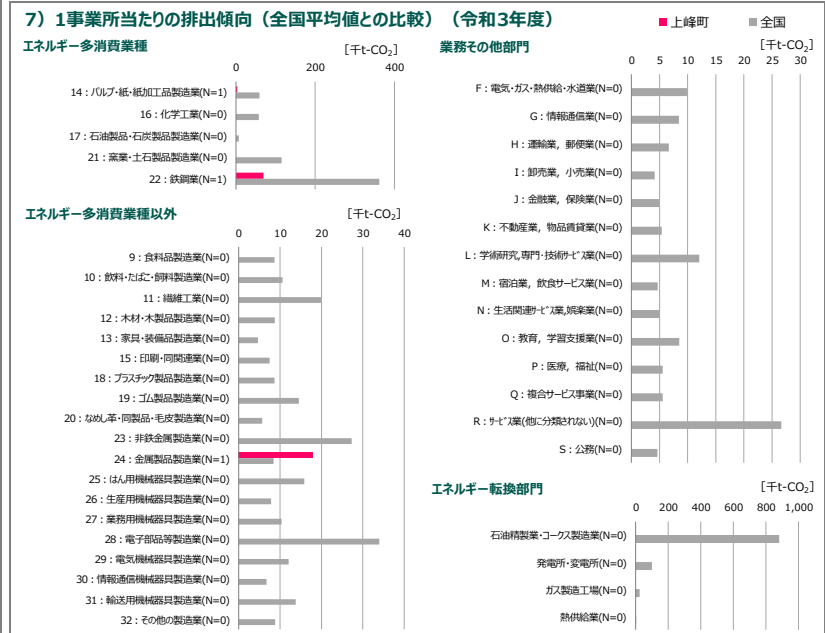 7）1事業所当たりの排出傾向（全国平均値との比較）（令和3年度）
■上峰町 ■全国
エネルギー多消費業種
[千t-CO₂]
0 200 400
14：パルプ・紙・紙加工品製造業(N=1)
16：化学工業(N=0)
17：石油製品・石炭製品製造業(N=0)
21：窯業・土石製品製造業(N=0)
22：鉄鋼業(N=1)
エネルギー多消費業種以外
[千t-CO₂]
0 10 20 30 40
9：食料品製造業(N=0)
10：飲料・たばこ・飼料製造業(N=0)
11：繊維工業(N=0)
12：木材・木製品製造業(N=0)
13：家具・装備品製造業(N=0)
15：印刷・同関連業(N=0)
18：プラスチック製品製造業(N=0)
19：ゴム製品製造業(N=0)
20：なめし革・同製品・毛皮製造業(N=0)
23：非鉄金属製造業(N=0)
24：金属製品製造業(N=1)
25：はん用機械器具製造業(N=0)
26：生産用機械器具製造業(N=0)
27：業務用機械器具製造業(N=0)
28：電子部品等製造業(N=0)
29：電気機械器具製造業(N=0)
30：情報通信機械器具製造業(N=0)
31：輸送用機械器具製造業(N=0)
32：その他の製造業(N=0)
業務その他部門
[千t-CO₂]
0 5 10 15 20 25 30
F：電気・ガス・熱供給・水道業(N=0)
G：情報通信業(N=0)
H：運輸業，郵便業(N=0)
I：卸売業，小売業(N=0)
J：金融業，保険業(N=0)
K：不動産業，物品賃貸業(N=0)
L：学術研究,専門・技術ｻｰﾋﾞｽ業(N=0)
M：宿泊業，飲食サービス業(N=0)
N：生活関連ｻｰﾋﾞｽ業,娯楽業(N=0)
O：教育，学習支援業(N=0)
P：医療，福祉(N=0)
Q：複合サービス事業(N=0)
R：ｻｰﾋﾞｽ業(他に分類されない)(N=0)
S：公務(N=0)
エネルギー転換部門
[千t-CO₂]
0 200 400 600 800 1,000
石油精製業・コークス製造業(N=0)
発電所・変電所(N=0)
ガス製造工場(N=0)
熱供給業(N=0)